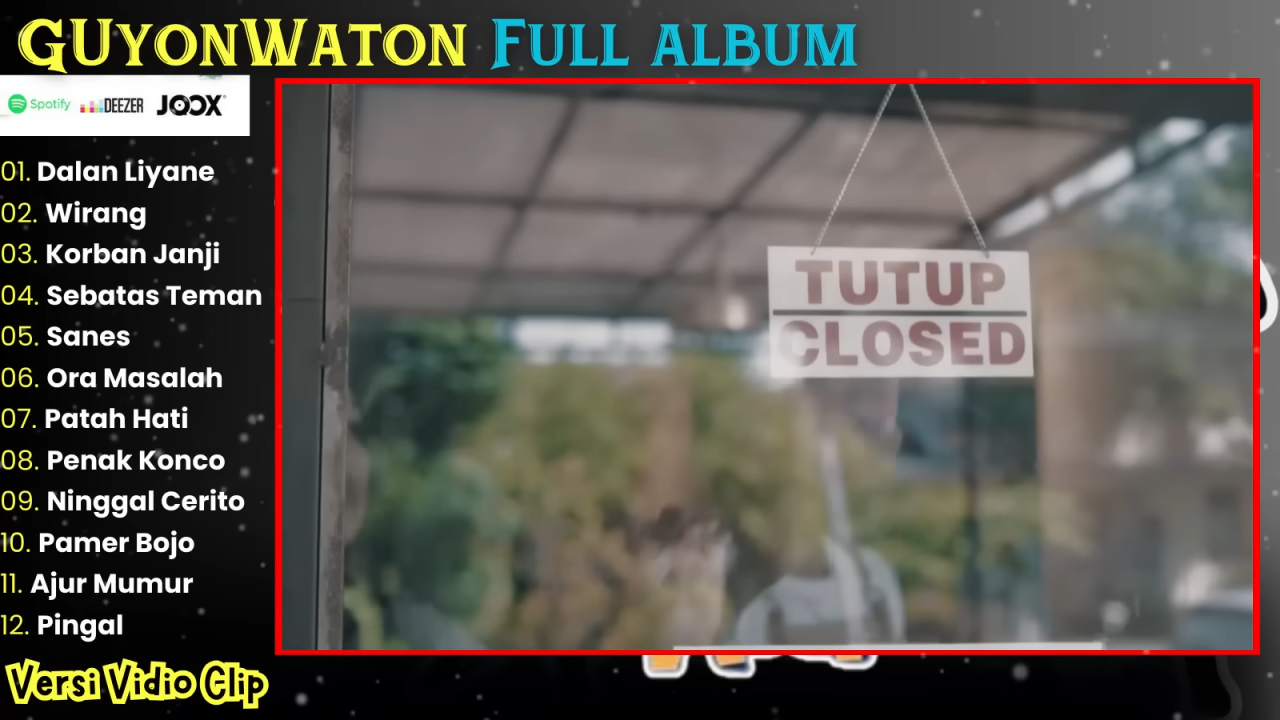 GUYONWATON FULL ALBUM
Spotify DEEZER JOOX
01. Dalan Liyane
02. Wirang
03. Korban Janji
04. Sebatas Teman
05. Sanes
06. Ora Masalah
07. Patah Hati
08. Penak Konco
09. Ninggal Cerito
10. Pamer Bojo
11. Ajur Mumur
12. Pingal
Versi Vidio Clip
TUTUP
CLOSED